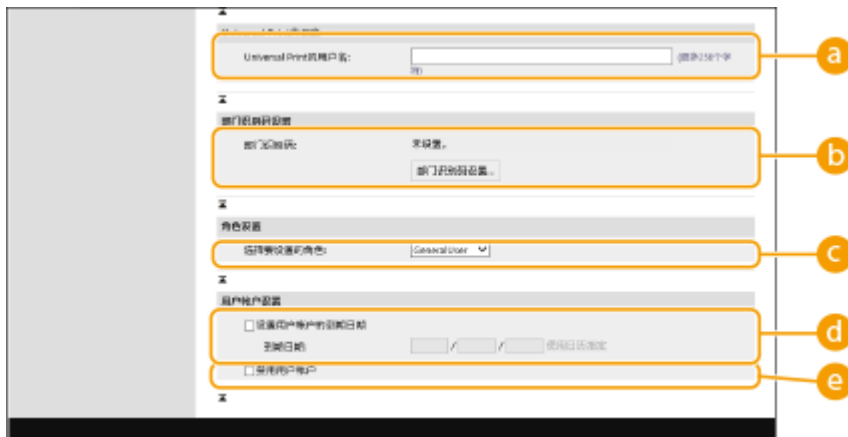 Universal Print的用户名:
(最多256个字
符)
a
部门识别码设置
部门识别码:
未设置。
部门识别码设置...
b
角色设置
选择要设置的角色:
General User
c
用户帐户设置
设置用户帐户的到期日期
到期日期:
/ / 使用日历指定
d
禁用用户帐户
e